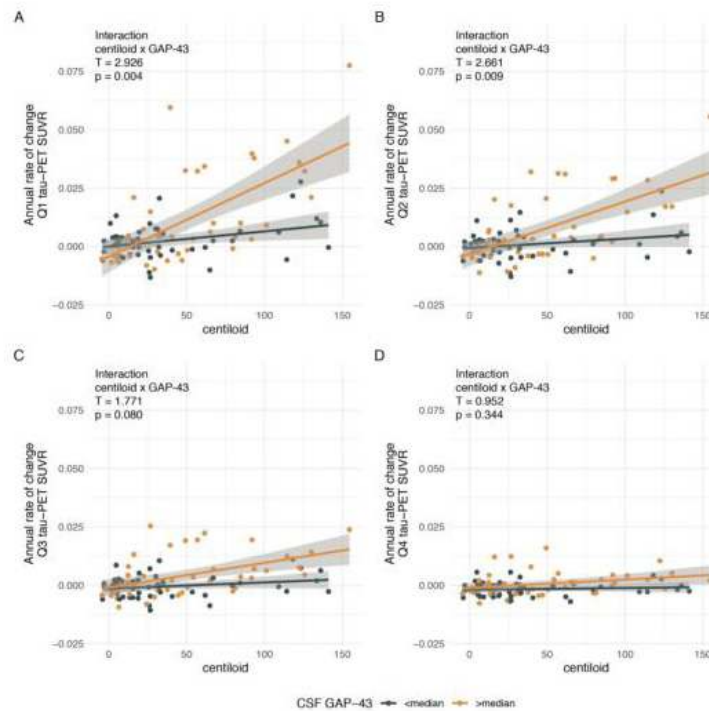 A
Interaction
centiloid x GAP-43
T = 2.926
p = 0.004
Annual rate of change
Q1 tau-PET SUVR
0.075
0.050
0.025
0.000
-0.025
0 50 100 150
centiloid
B
Interaction
centiloid x GAP-43
T = 2.661
p = 0.009
Annual rate of change
Q2 tau-PET SUVR
0.075
0.050
0.025
0.000
-0.025
0 50 100 150
centiloid
C
Interaction
centiloid x GAP-43
T = 1.771
p = 0.080
Annual rate of change
Q3 tau-PET SUVR
0.075
0.050
0.025
0.000
-0.025
0 50 100 150
centiloid
D
Interaction
centiloid x GAP-43
T = 0.952
p = 0.344
Annual rate of change
Q4 tau-PET SUVR
0.075
0.050
0.025
0.000
-0.025
0 50 100 150
centiloid
CSF GAP-43 <median >median